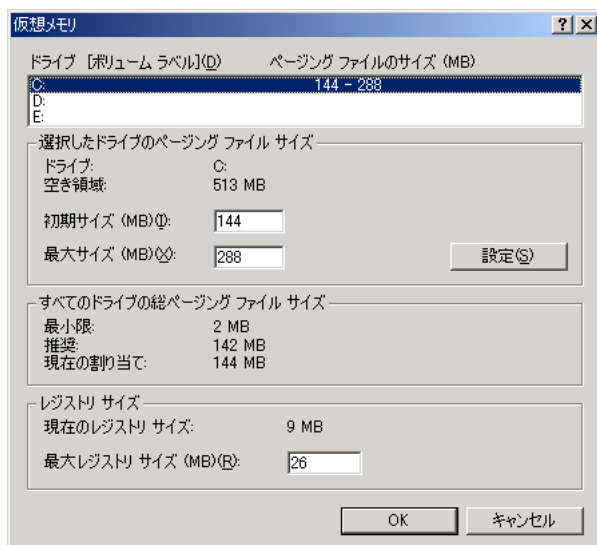 仮想メモリ
ドライブ [ボリューム ラベル](D) ページング ファイルのサイズ (MB)
C: 144 - 288
D:
E:
選択したドライブのページング ファイル サイズ
ドライブ: C:
空き領域: 513 MB
初期サイズ (MB)(I): 144
最大サイズ (MB)(X): 288
設定(S)
すべてのドライブの総ページング ファイル サイズ
最小限: 2 MB
推奨: 142 MB
現在の割り当て: 144 MB
レジストリ サイズ
現在のレジストリ サイズ: 9 MB
最大レジストリ サイズ (MB)(R): 26
OK キャンセル